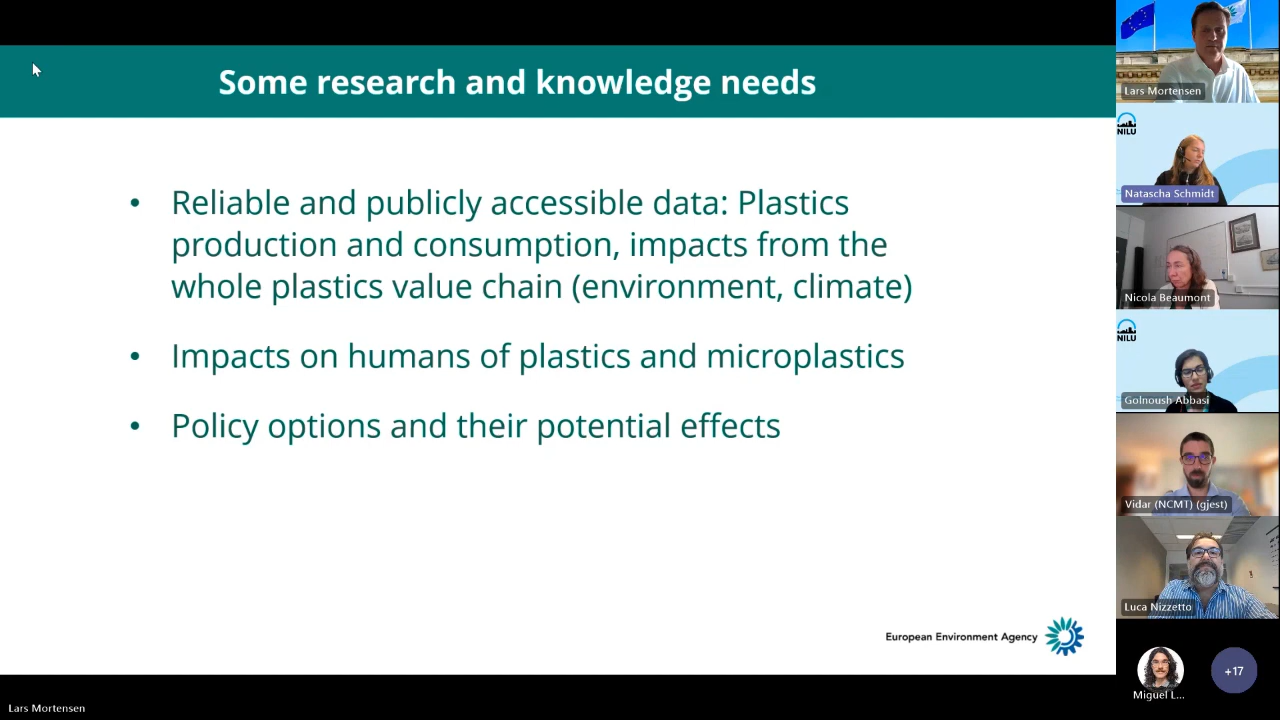 Some research and knowledge needs
• Reliable and publicly accessible data: Plastics
production and consumption, impacts from the
whole plastics value chain (environment, climate)
• Impacts on humans of plastics and microplastics
• Policy options and their potential effects
European Environment Agency
Lars Mortensen
Lars Mortensen
NILU
Natascha Schmidt
Nicola Beaumont
NILU
Golnoush Abbasi
Vidar (NCMT) (gjest)
Luca Nizzetto
Miguel L...
+17